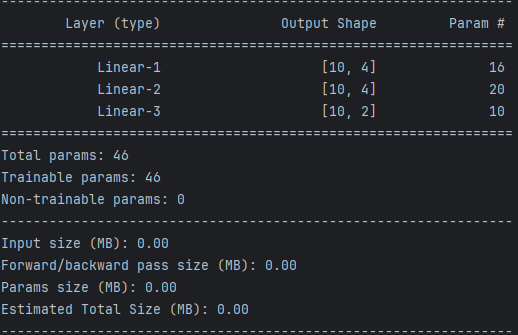 ----------------------------------------------------------------
        Layer (type)               Output Shape         Param #
================================================================
            Linear-1                    [10, 4]              16
            Linear-2                    [10, 4]              20
            Linear-3                    [10, 2]              10
================================================================
Total params: 46
Trainable params: 46
Non-trainable params: 0
----------------------------------------------------------------
Input size (MB): 0.00
Forward/backward pass size (MB): 0.00
Params size (MB): 0.00
Estimated Total Size (MB): 0.00
----------------------------------------------------------------